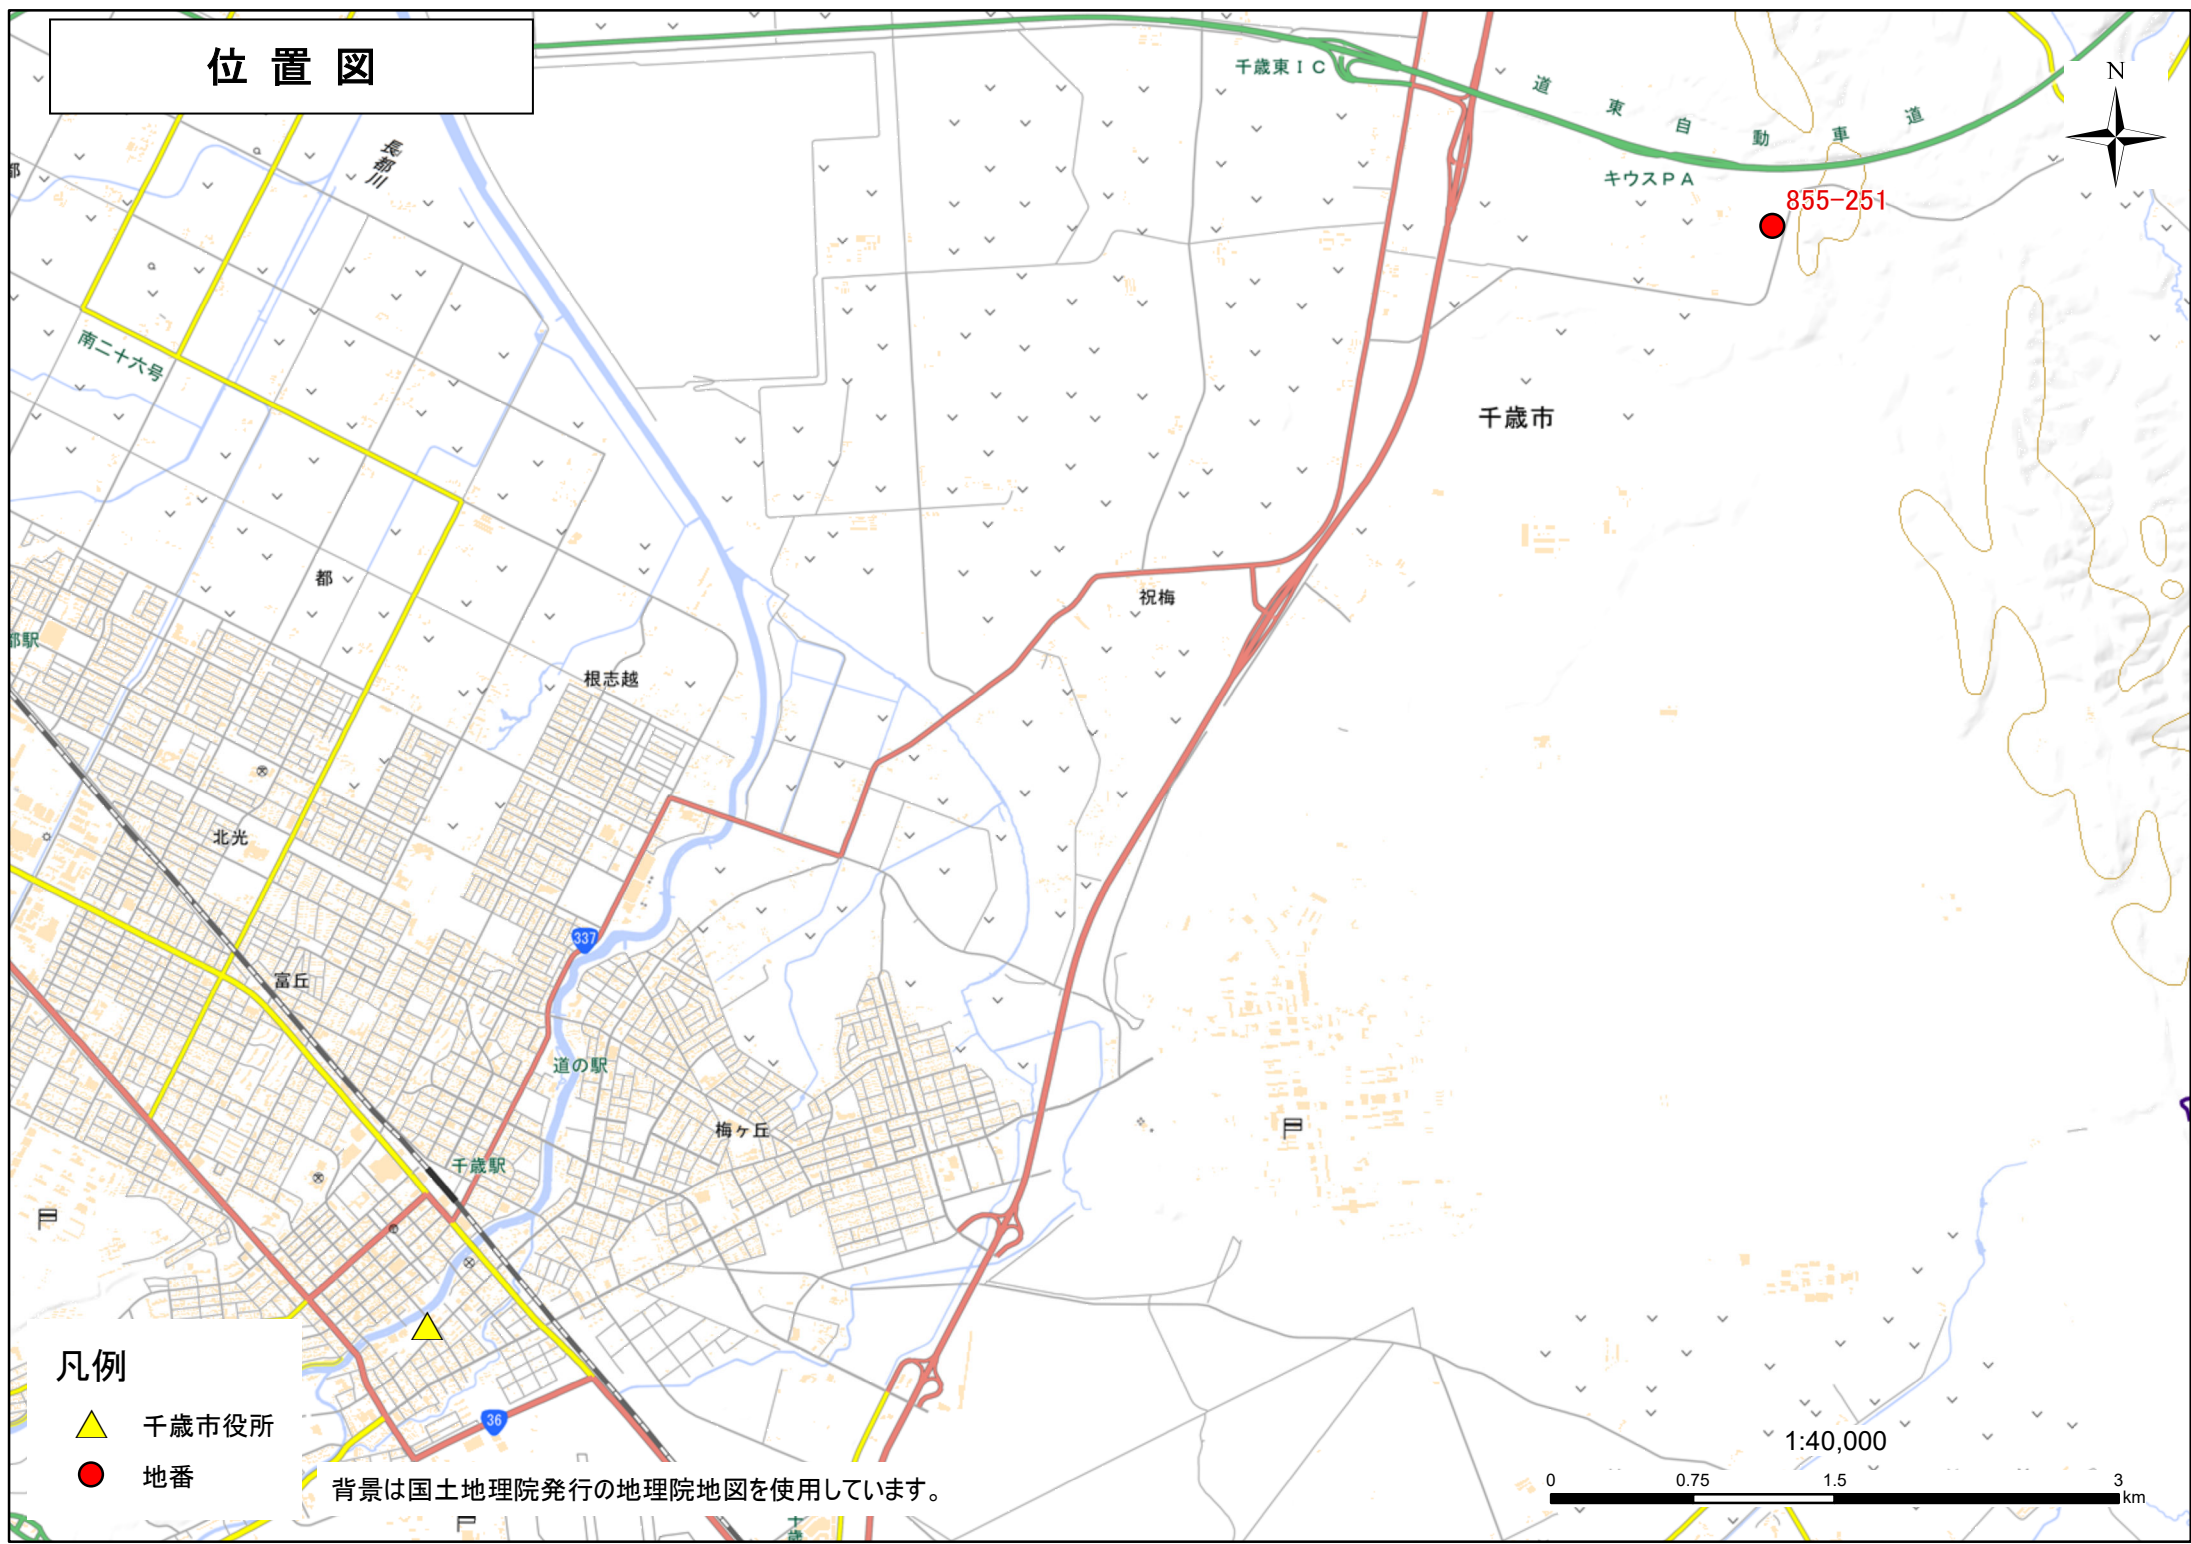 位 置 図
千歳東IC
道東自動車道
N
長都川
キウスPA
855-251
南二十六号
千歳市
都
祝梅
部駅
根志越
北光
337
富丘
道の駅
梅ヶ丘
千歳駅
凡例
千歳市役所
地番
36
背景は国土地理院発行の地理院地図を使用しています。
千歳
1:40,000
0 0.75 1.5 3
km